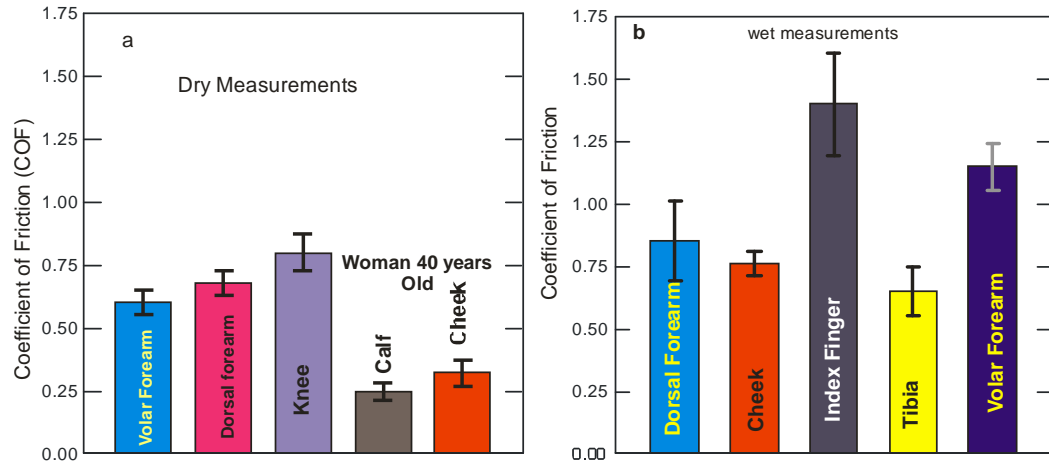 1.75
1.50
1.25
1.00
0.75
0.50
0.25
0.00
Coefficient of Friction (COF)
a
Dry Measurements
Woman 40 years
Old
Volar Forearm
Dorsal forearm
Knee
Calf
Cheek
1.75
1.50
1.25
1.00
0.75
0.50
0.25
0.00
Coefficient of Friction
b
wet measurements
Dorsal Forearm
Cheek
Index Finger
Tibia
Volar Forearm